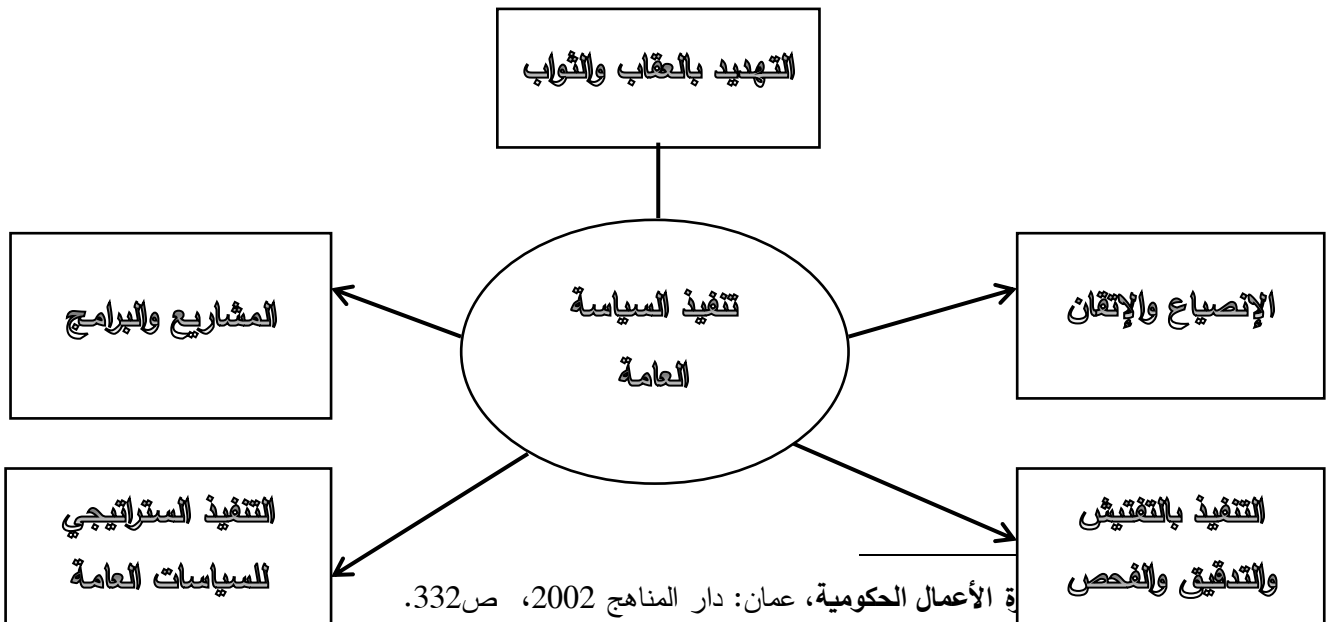 التهديد بالعقاب والثواب
الإنصياع والإتقان
تنفيذ السياسة
العامة
المشاريع والبرامج
التنفيذ بالتفتيش
والتدقيق والفحص
التنفيذ الستراتيجي
للسياسات العامة
الأعمال الحكومية، عمان: دار المناهج 2002، ص332.